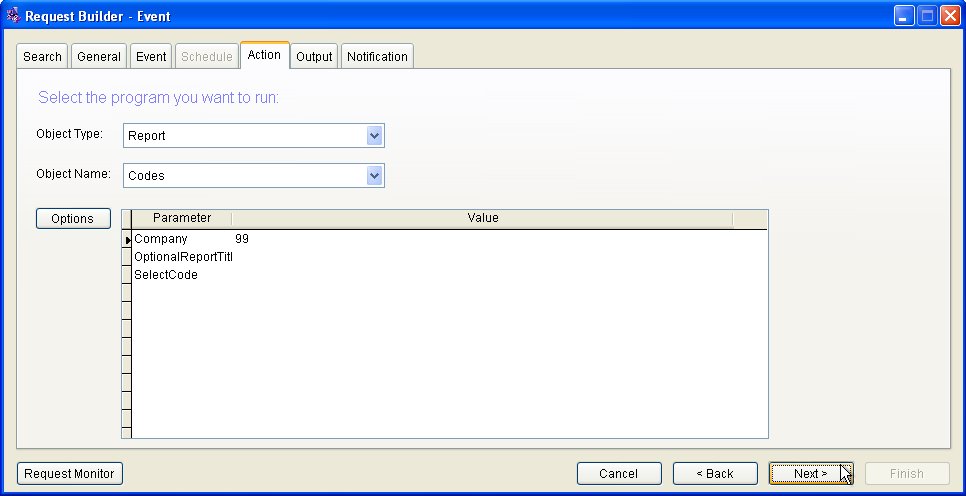 Request Builder - Event
Search General Event Schedule Action Output Notification
Select the program you want to run:
Object Type: Report
Object Name: Codes
Options Parameter Value
Company 99
OptionalReportTitl
SelectCode
Request Monitor Cancel < Back Next > Finish